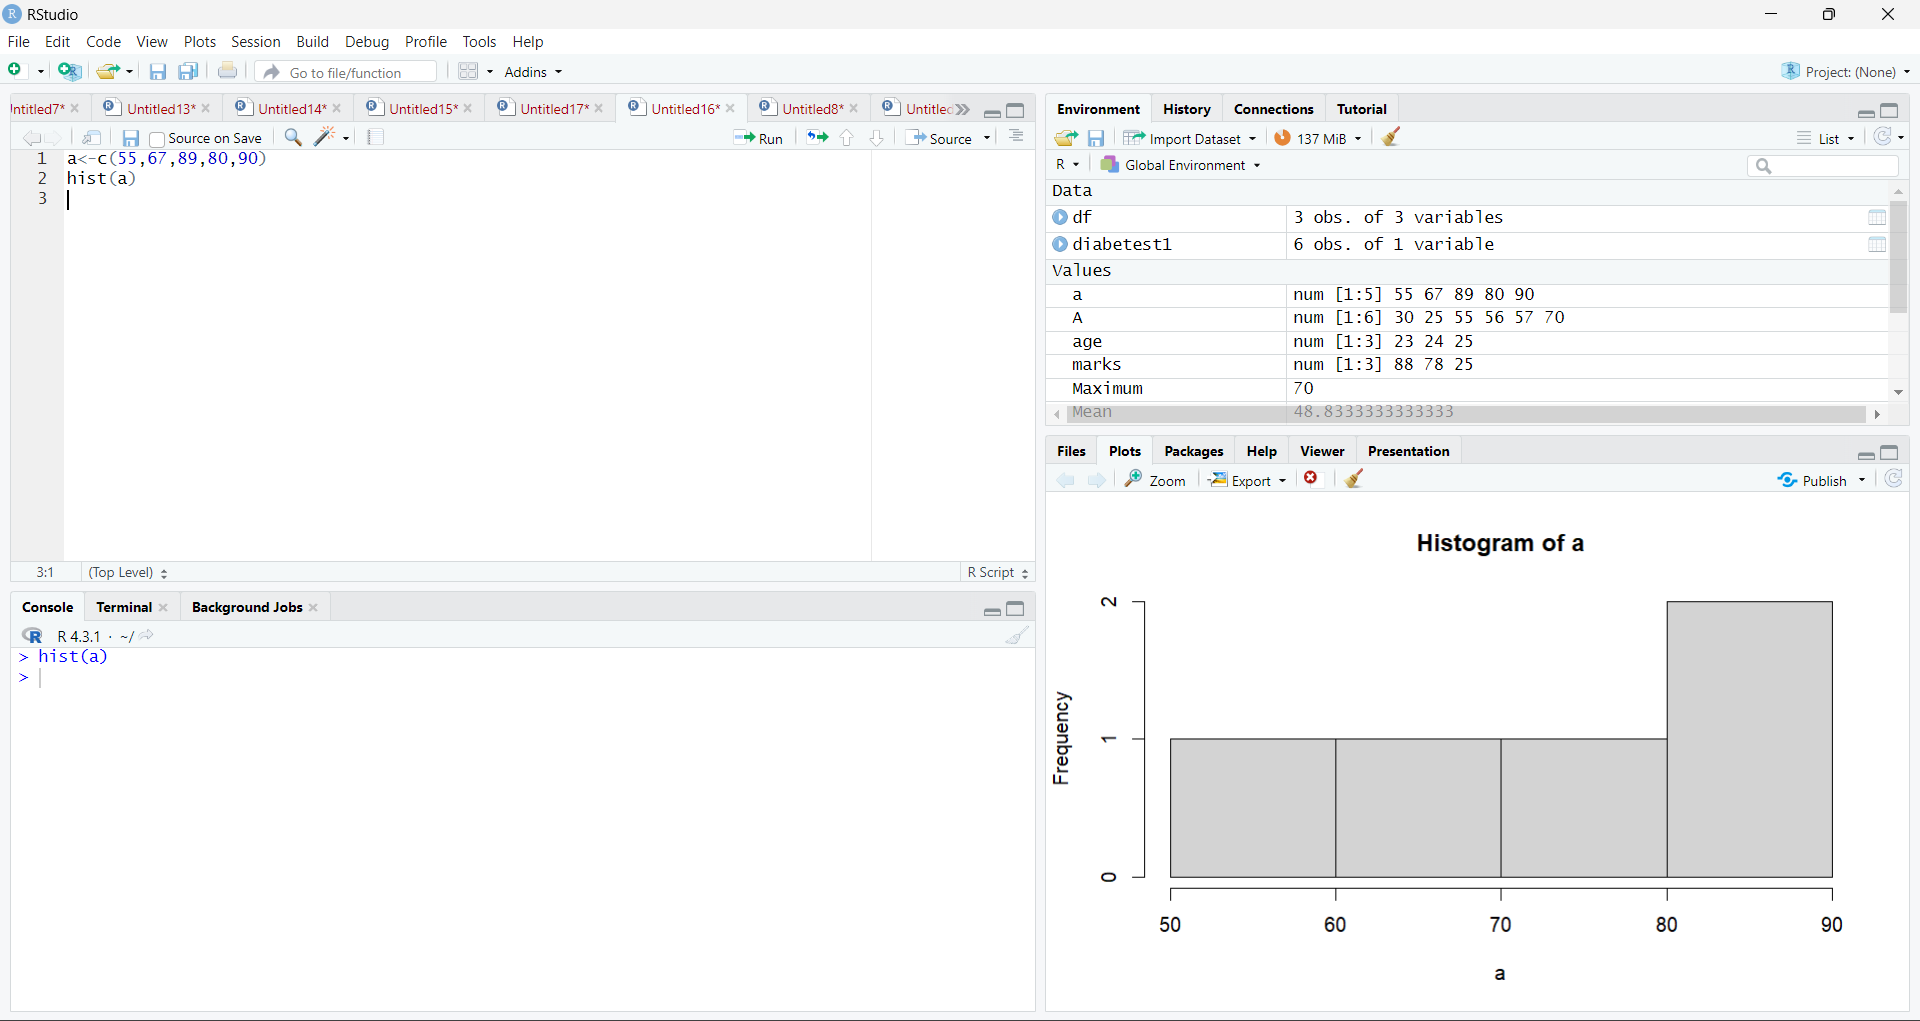 RStudio
File Edit Code View Plots Session Build Debug Profile Tools Help
Go to file/function Addins Project: (None)
ntitled7* Untitled13* Untitled14* Untitled15* Untitled17* Untitled16* Untitled8* Untitled
Source on Save Run Source
1 a<-c(55,67,89,80,90)
2 hist(a)
3
3:1 (Top Level) R Script
Console Terminal Background Jobs
R 4.3.1 · ~/
> hist(a)
>
Environment History Connections Tutorial
Import Dataset 137 MiB List
R Global Environment
Data
df 3 obs. of 3 variables
diabetest1 6 obs. of 1 variable
Values
a num [1:5] 55 67 89 80 90
A num [1:6] 30 25 55 56 57 70
age num [1:3] 23 24 25
marks num [1:3] 88 78 25
Maximum 70
Mean 48.8333333333333
Files Plots Packages Help Viewer Presentation
Zoom Export Publish
Histogram of a
Frequency
2
1
0
50 60 70 80 90
a